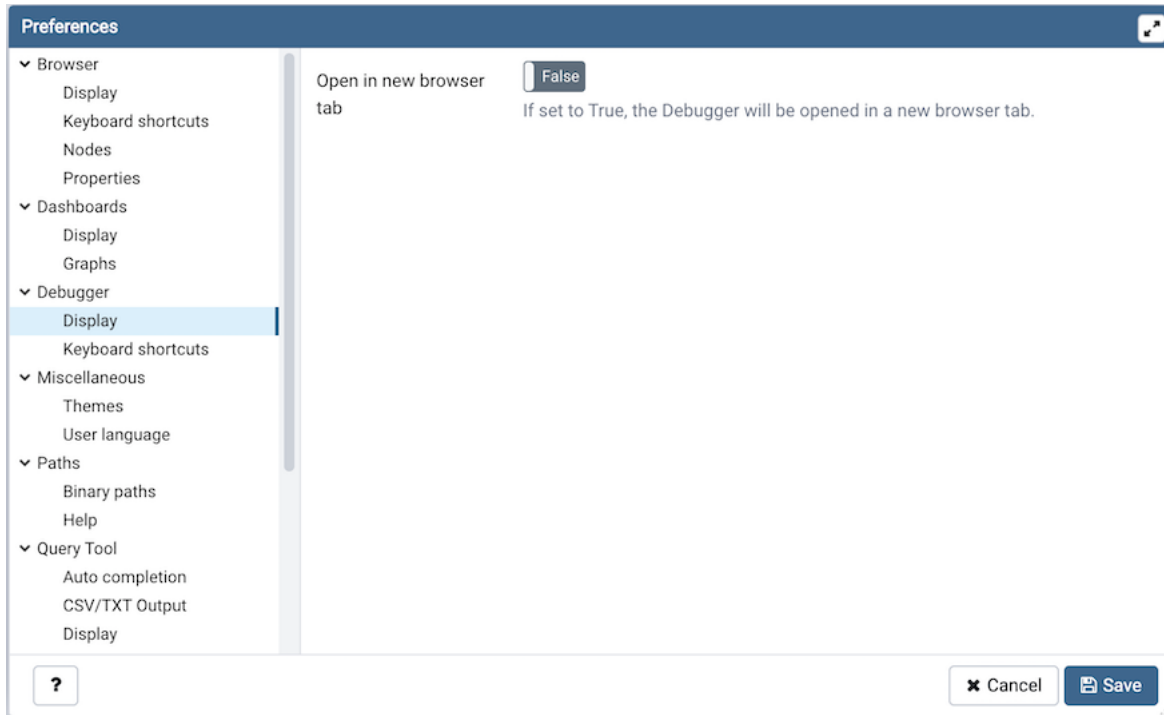 Preferences
Browser
Display
Keyboard shortcuts
Nodes
Properties
Dashboards
Display
Graphs
Debugger
Display
Keyboard shortcuts
Miscellaneous
Themes
User language
Paths
Binary paths
Help
Query Tool
Auto completion
CSV/TXT Output
Display
Open in new browser
tab
False
If set to True, the Debugger will be opened in a new browser tab.
?
Cancel
Save